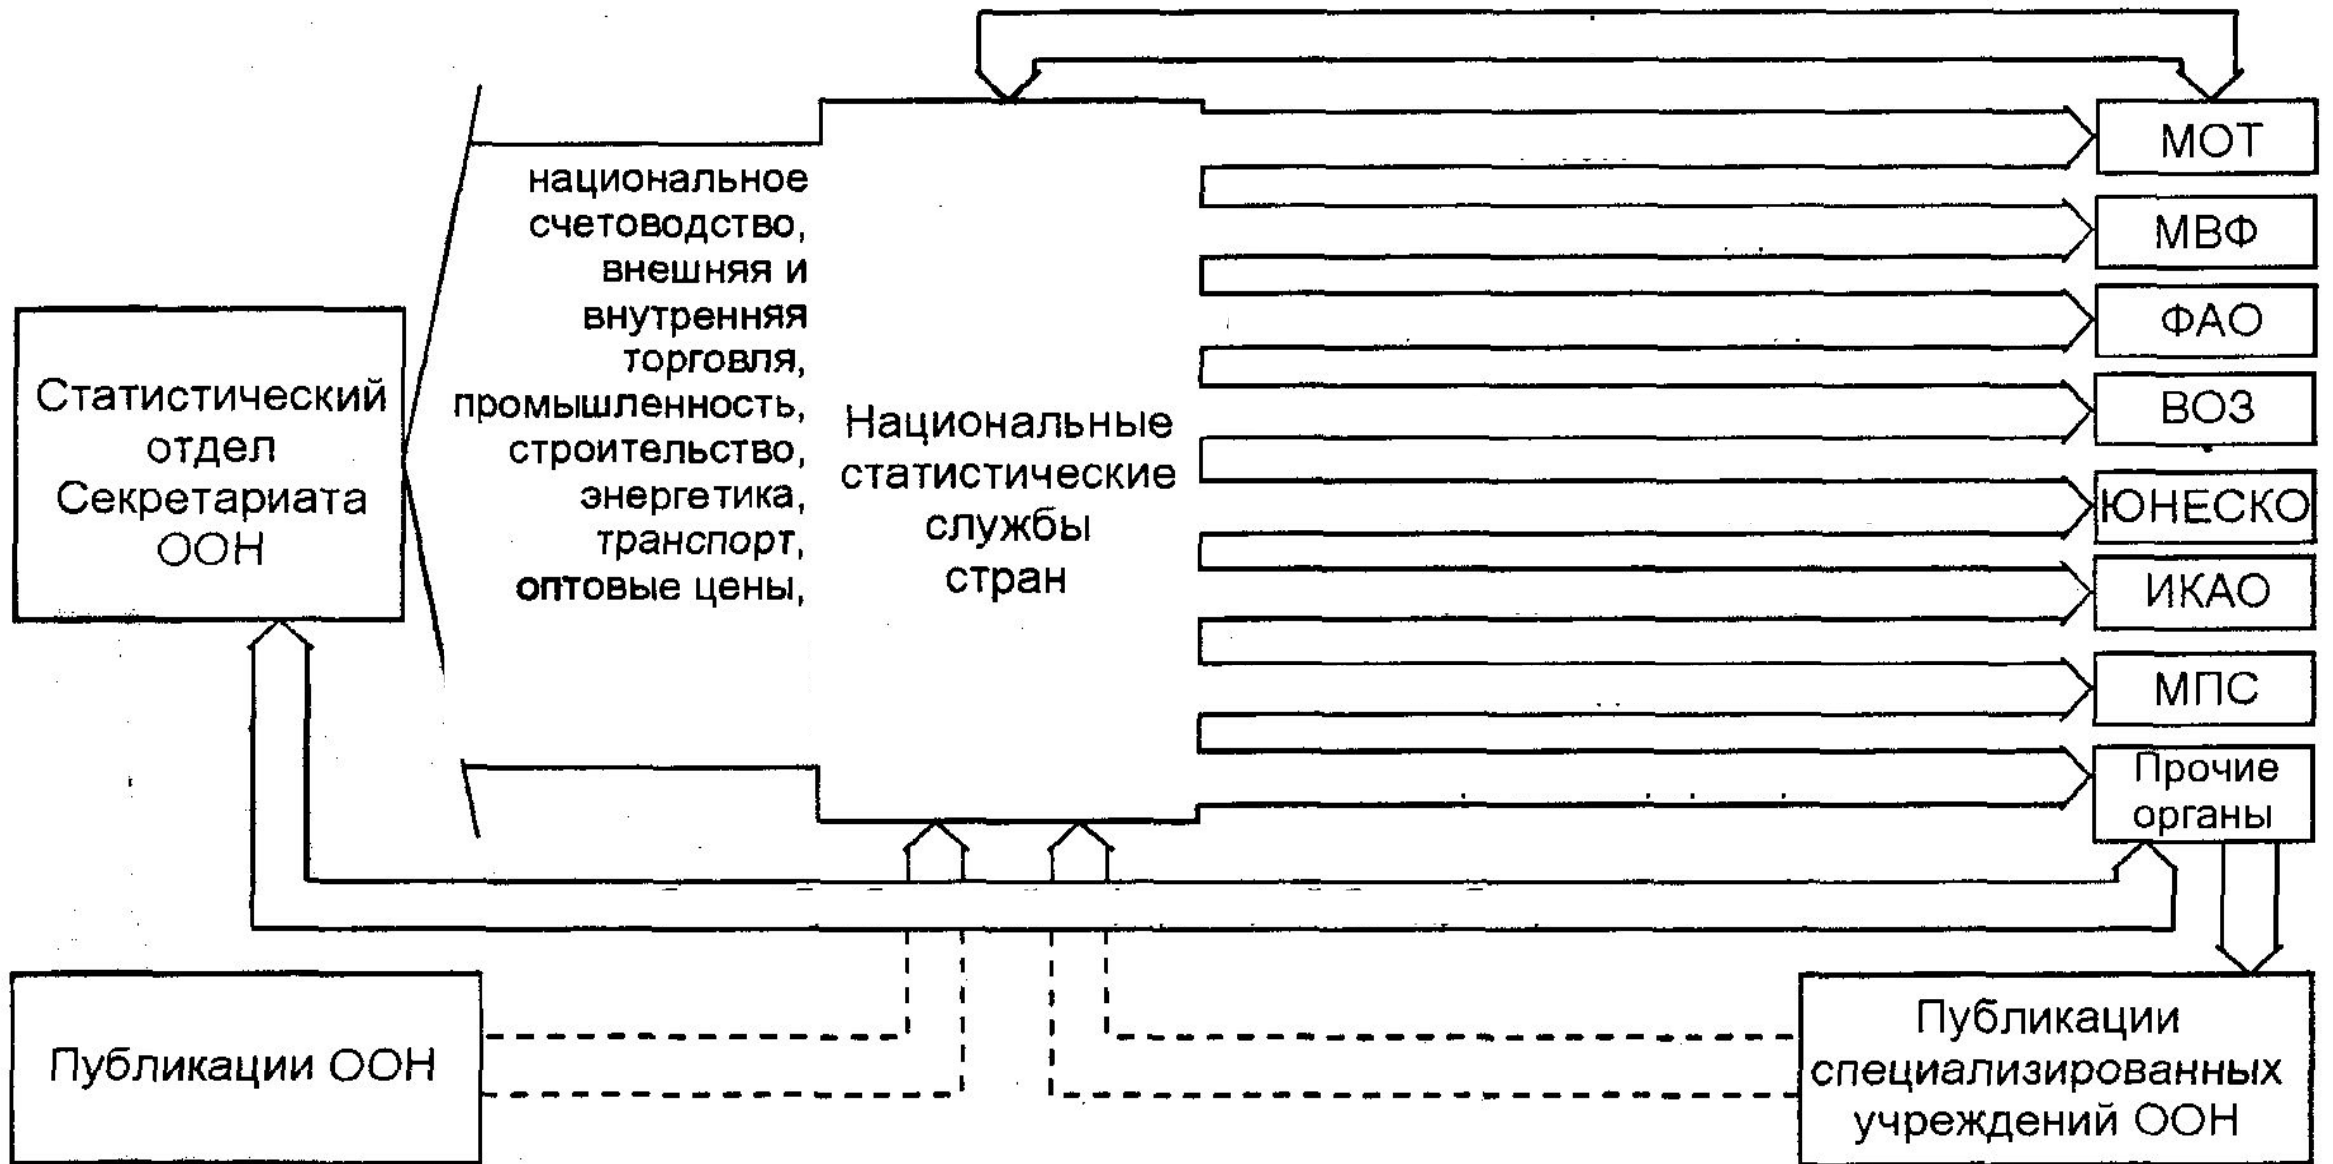 национальное
счетоводство,
внешняя и
внутренняя
торговля,
промышленность,
строительство,
энергетика,
транспорт,
оптовые цены,
Статистический
отдел
Секретариата
ООН
Национальные
статистические
службы
стран
МОТ
МВФ
ФАО
ВОЗ
ЮНЕСКО
ИКАО
МПС
Прочие
органы
Публикации ООН
Публикации
специализированных
учреждений ООН